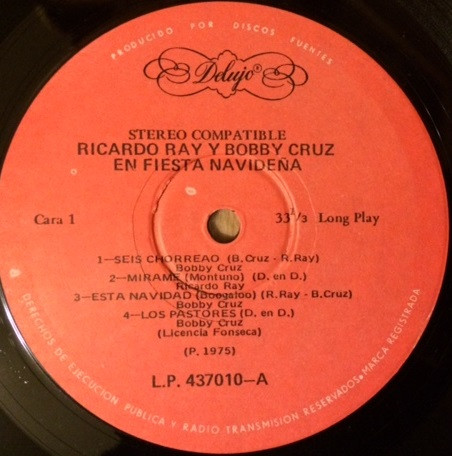 PRODUCIDO POR DISCOS FUENTES
Delujo®
STEREO COMPATIBLE
RICARDO RAY Y BOBBY CRUZ
EN FIESTA NAVIDEÑA
Cara 1
33 1/3 Long Play
1—SEIS CHORREAO (B. Cruz - R. Ray)
Bobby Cruz
2—MIRAME (Montuno) (D. en D.)
Ricardo Ray
3—ESTA NAVIDAD (Boogaloo) (R. Ray - B. Cruz)
Bobby Cruz
4—LOS PASTORES (D. en D.)
Bobby Cruz
(Licencia Fonseca)
(P. 1975)
L.P. 437010—A
DERECHOS DE EJECUCION PUBLICA Y RADIO-TRANSMISION RESERVADOS • MARCA REGISTRADA